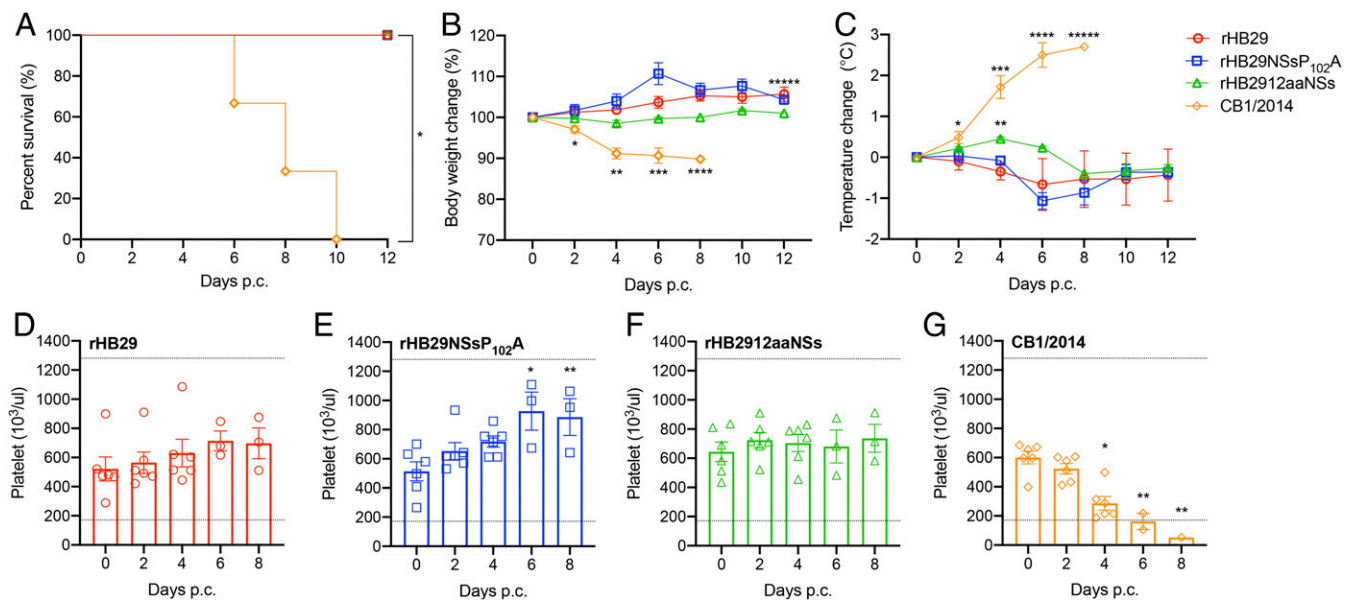 A
Percent survival (%)
100
80
60
40
20
0
0 2 4 6 8 10 12
Days p.c.
*
B
Body weight change (%)
120
110
100
90
80
70
0 2 4 6 8 10 12
Days p.c.
* ** *** **** *****
C
Temperature change (°C)
3
2
1
0
-1
-2
0 2 4 6 8 10 12
Days p.c.
* *** **** *****
**
rHB29
rHB29NSsP102A
rHB2912aaNSs
CB1/2014
D
rHB29
Platelet (10³/ul)
1400
1200
1000
800
600
400
200
0
0 2 4 6 8
Days p.c.
E
rHB29NSsP102A
Platelet (10³/ul)
1400
1200
1000
800
600
400
200
0
* **
0 2 4 6 8
Days p.c.
F
rHB2912aaNSs
Platelet (10³/ul)
1400
1200
1000
800
600
400
200
0
0 2 4 6 8
Days p.c.
G
CB1/2014
Platelet (10³/ul)
1400
1200
1000
800
600
400
200
0
* ** **
0 2 4 6 8
Days p.c.